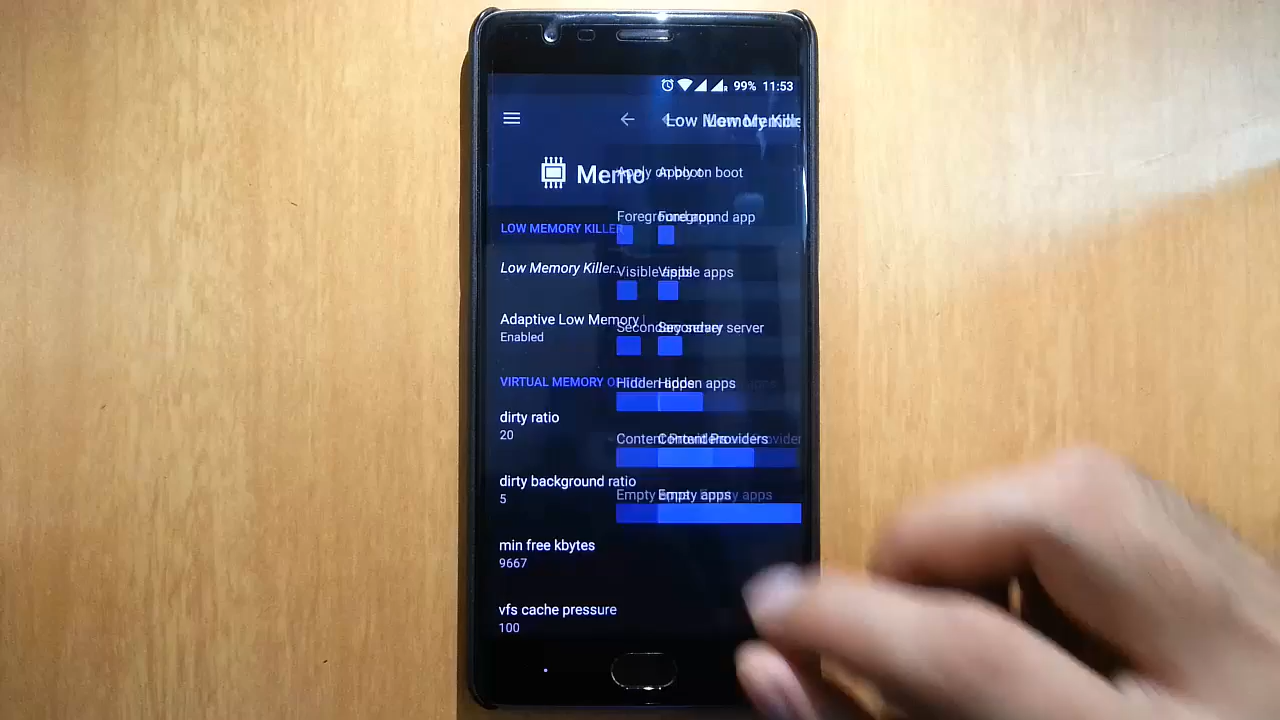 99% 11:53
Low Memory Kille
Memo
Apply on boot
Foreground app
LOW MEMORY KILLER
Visible apps
Low Memory Killer..
Adaptive Low Memory
Enabled
Secondary server
VIRTUAL MEMORY
Hidden apps
dirty ratio
20
Content Providers
dirty background ratio
5
Empty apps
min free kbytes
9667
vfs cache pressure
100